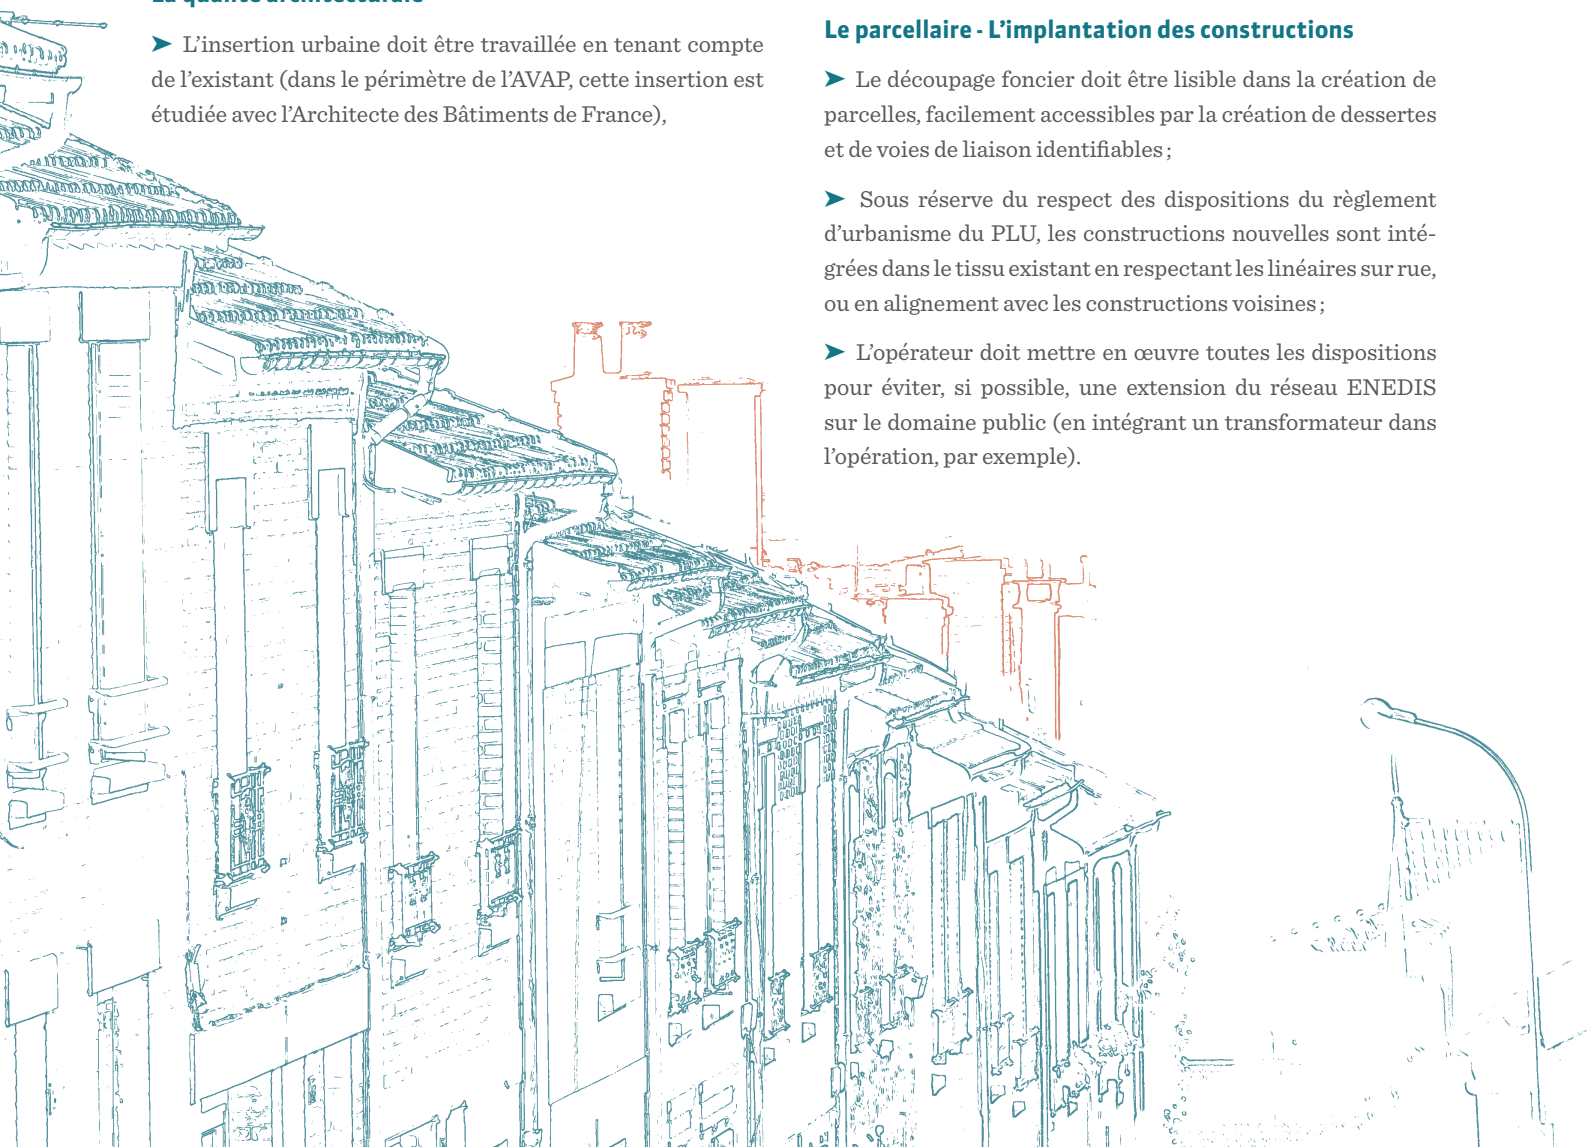 La qualité architecturale
➤ L’insertion urbaine doit être travaillée en tenant compte
de l’existant (dans le périmètre de l’AVAP, cette insertion est
étudiée avec l’Architecte des Bâtiments de France),
Le parcellaire - L’implantation des constructions
➤ Le découpage foncier doit être lisible dans la création de
parcelles, facilement accessibles par la création de dessertes
et de voies de liaison identifiables ;
➤ Sous réserve du respect des dispositions du règlement
d’urbanisme du PLU, les constructions nouvelles sont inté-
grées dans le tissu existant en respectant les linéaires sur rue,
ou en alignement avec les constructions voisines ;
➤ L’opérateur doit mettre en œuvre toutes les dispositions
pour éviter, si possible, une extension du réseau ENEDIS
sur le domaine public (en intégrant un transformateur dans
l’opération, par exemple).